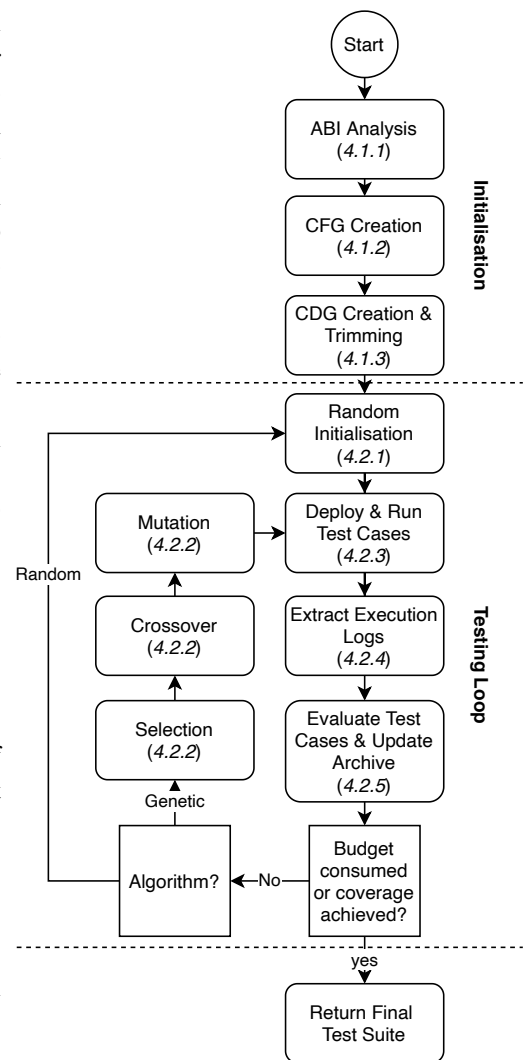 Start
ABI Analysis
(4.1.1)
CFG Creation
(4.1.2)
CDG Creation &
Trimming
(4.1.3)
Initialisation
Random
Initialisation
(4.2.1)
Mutation
(4.2.2)
Deploy & Run
Test Cases
(4.2.3)
Random
Crossover
(4.2.2)
Extract Execution
Logs
(4.2.4)
Testing Loop
Selection
(4.2.2)
Evaluate Test
Cases & Update
Archive
(4.2.5)
Genetic
Algorithm?
No
Budget
consumed
or coverage
achieved?
yes
Return Final
Test Suite